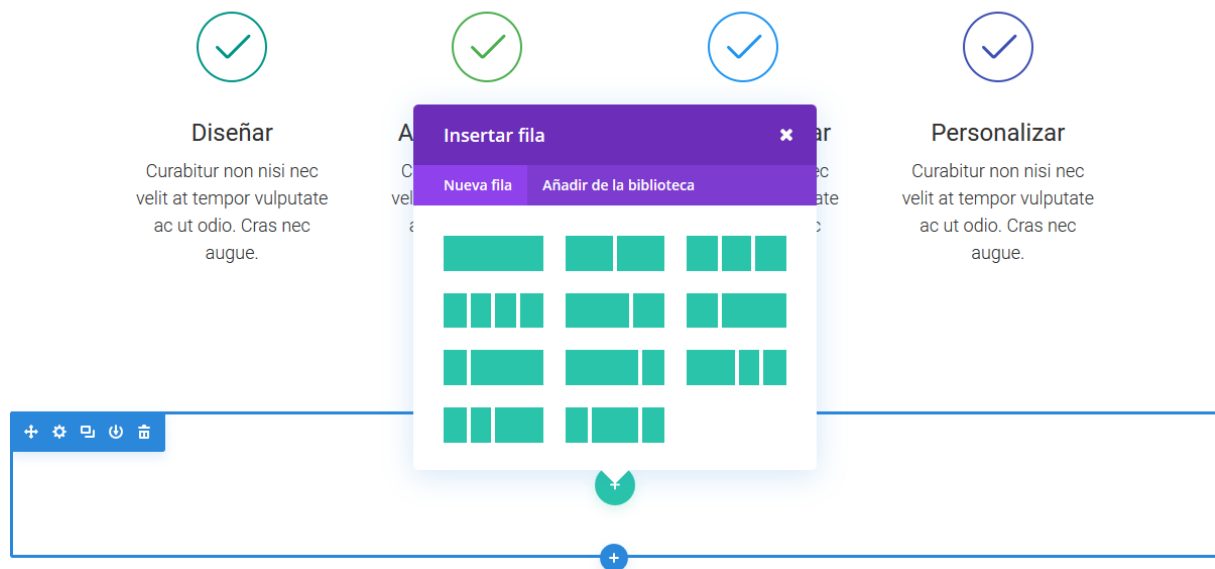 Diseñar
Curabitur non nisi nec
velit at tempor vulputate
ac ut odio. Cras nec
augue.
Insertar fila
Nueva fila
Añadir de la biblioteca
Personalizar
Curabitur non nisi nec
velit at tempor vulputate
ac ut odio. Cras nec
augue.